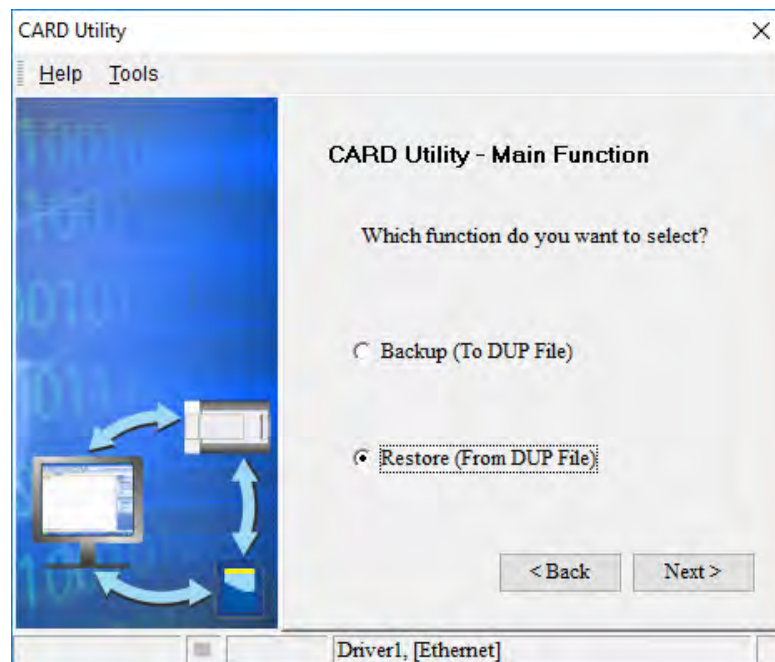 CARD Utility
Help Tools
CARD Utility - Main Function
Which function do you want to select?
Backup (To DUP File)
Restore (From DUP File)
< Back Next >
Driver1, [Ethernet]